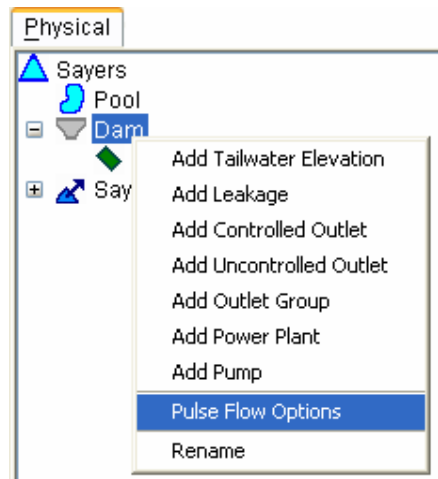 Physical
Sayers
Pool
Dam
Add Tailwater Elevation
Say
Add Leakage
Add Controlled Outlet
Add Uncontrolled Outlet
Add Outlet Group
Add Power Plant
Add Pump
Pulse Flow Options
Rename